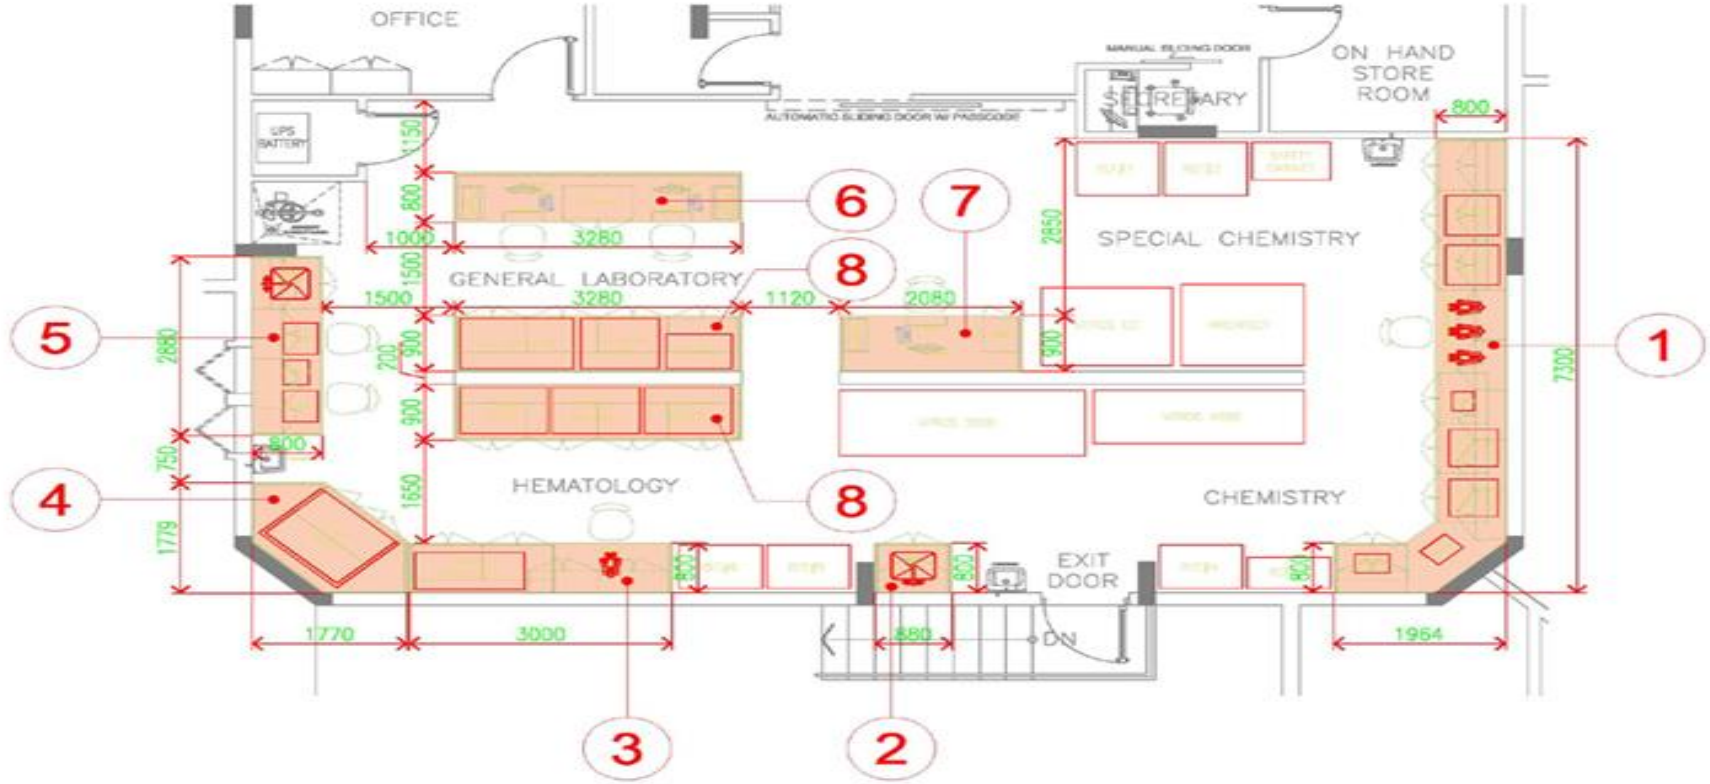 OFFICE
MANUAL SLIDING DOOR
ON HAND
STORE
ROOM
SECRETARY
AUTOMATIC SLIDING DOOR W/ PASSCODE
UPS
BATTERY
1150
800
800
6
7
1000
3280
1500
2850
SPECIAL CHEMISTRY
GENERAL LABORATORY
8
1500
3280
1120
2080
5
2880
200
900
900
1
7300
900
8
800
750
4
1650
HEMATOLOGY
CHEMISTRY
1779
800
800
EXIT
DOOR
800
1770
3000
880
DN
1964
3
2